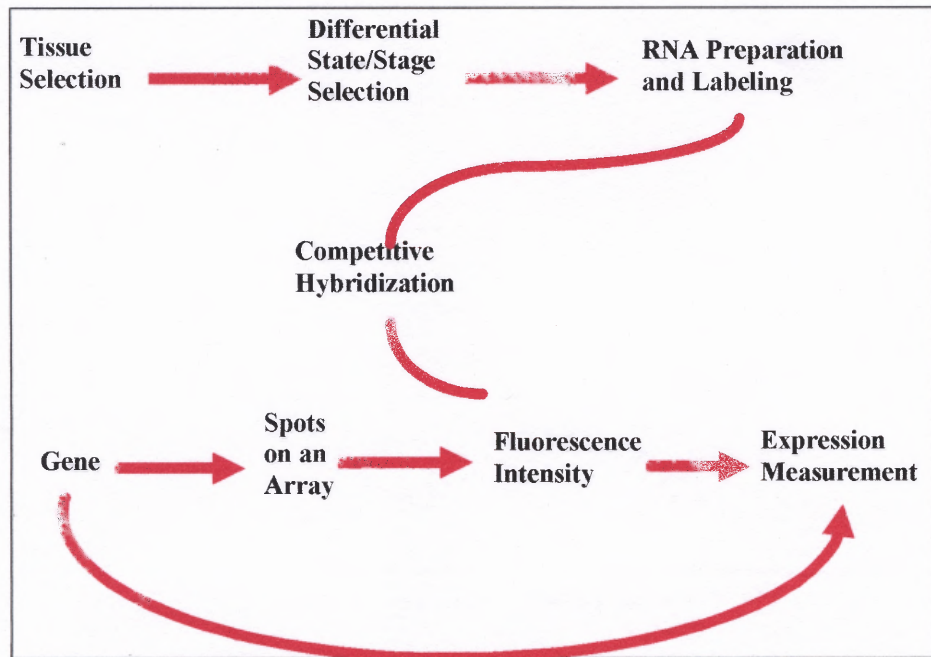 Tissue
Selection
Differential
State/Stage
Selection
RNA Preparation
and Labeling
Competitive
Hybridization
Gene
Spots
on an
Array
Fluorescence
Intensity
Expression
Measurement